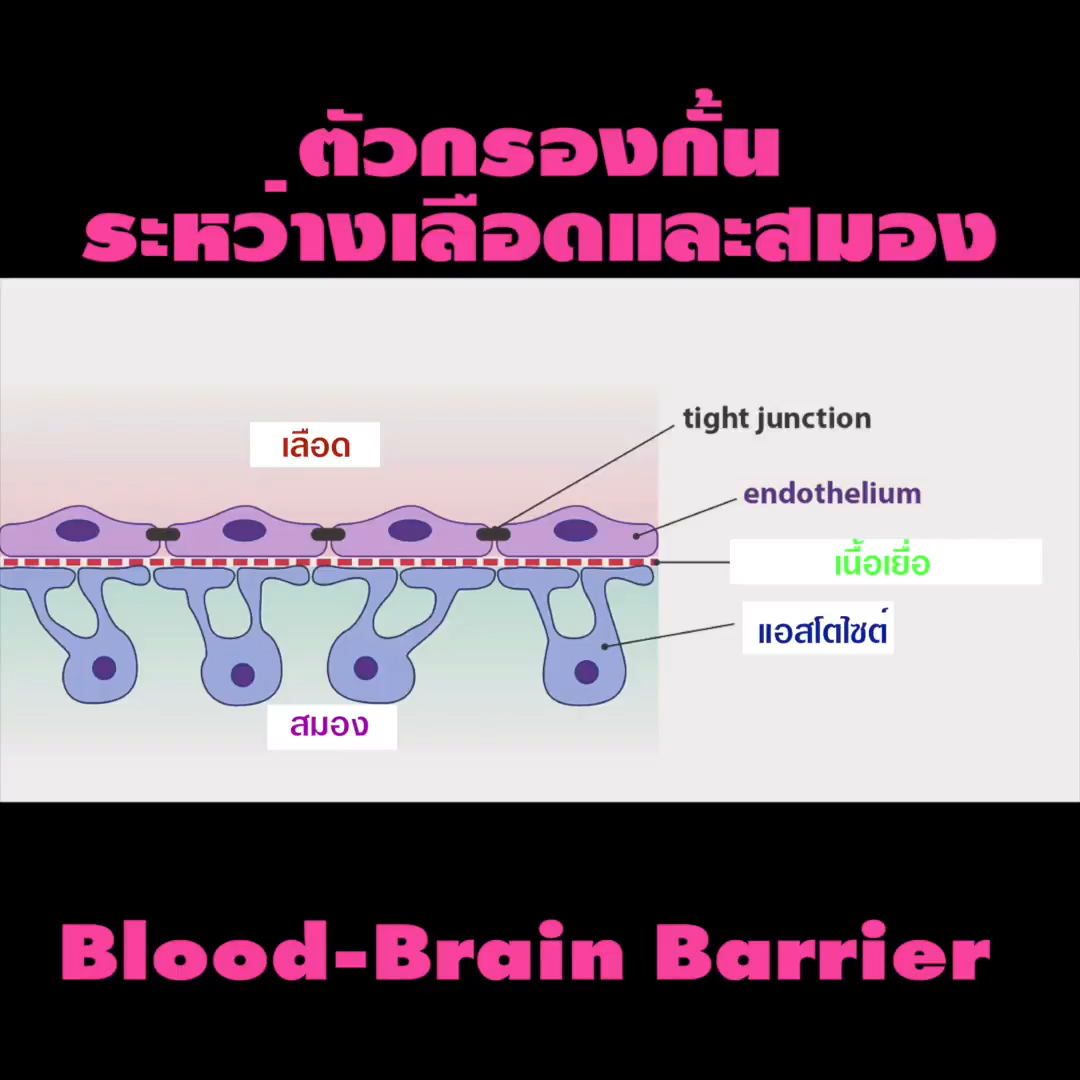 ตัวกรองกั้น
ระหว่างเลือดและสมอง
เลือด
tight junction
endothelium
เนื้อเยื่อ
แอสโตไซต์
สมอง
Blood-Brain Barrier